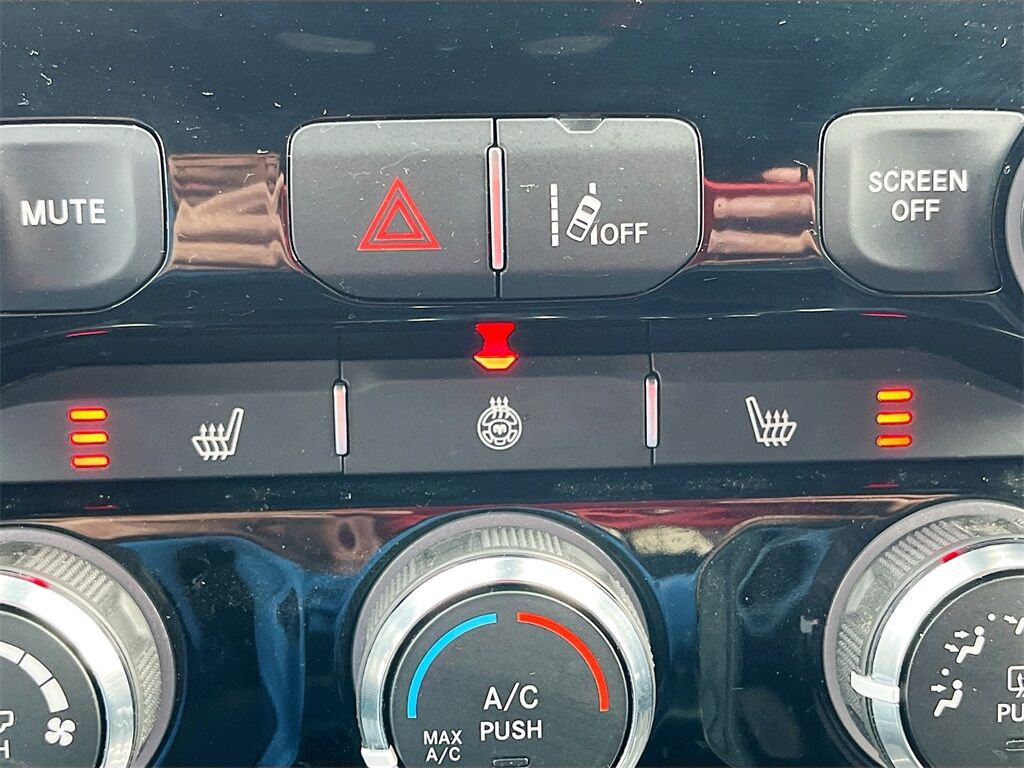 MUTE
OFF
SCREEN
OFF
A/C
PUSH
MAX
A/C